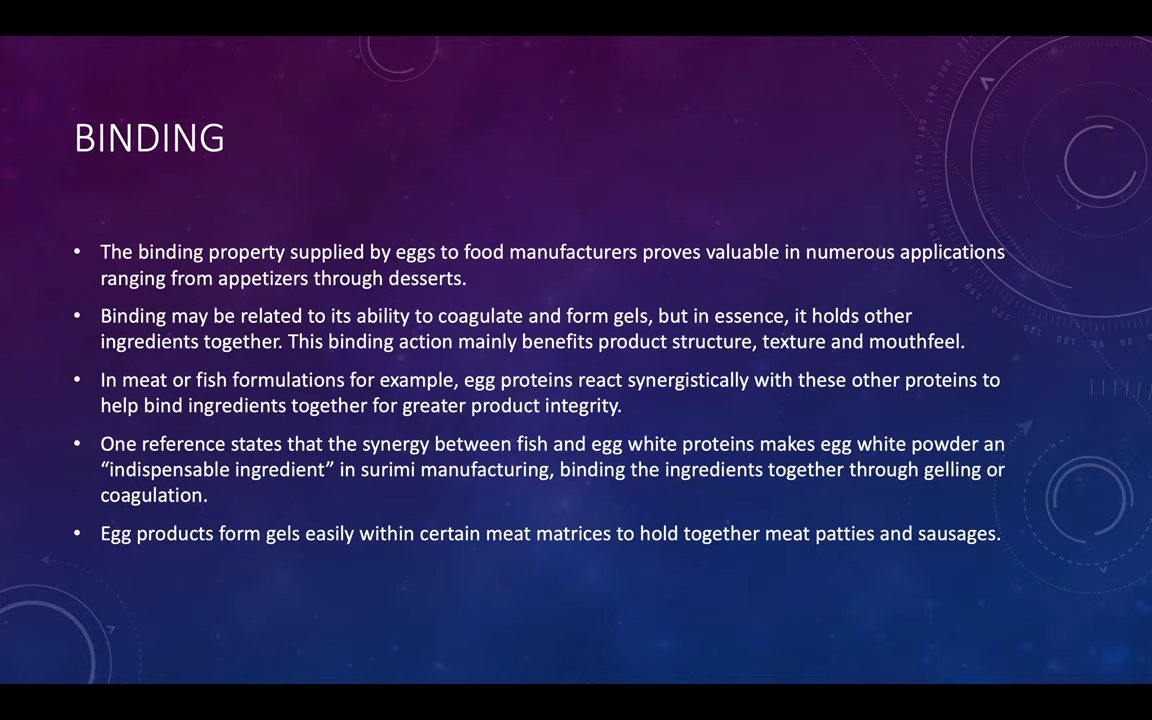 BINDING
• The binding property supplied by eggs to food manufacturers proves valuable in numerous applications
ranging from appetizers through desserts.
• Binding may be related to its ability to coagulate and form gels, but in essence, it holds other
ingredients together. This binding action mainly benefits product structure, texture and mouthfeel.
• In meat or fish formulations for example, egg proteins react synergistically with these other proteins to
help bind ingredients together for greater product integrity.
• One reference states that the synergy between fish and egg white proteins makes egg white powder an
“indispensable ingredient” in surimi manufacturing, binding the ingredients together through gelling or
coagulation.
• Egg products form gels easily within certain meat matrices to hold together meat patties and sausages.